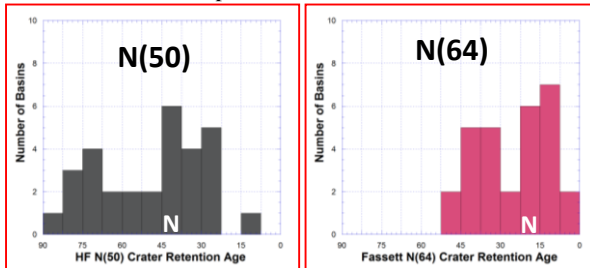 10
8
6
4
2
0
Number of Basins
N(50)
N
90 75 60 45 30 15 0
HF N(50) Crater Retention Age
10
8
6
4
2
0
Number of Basins
N(64)
N
90 75 60 45 30 15 0
Fassett N(64) Crater Retention Age